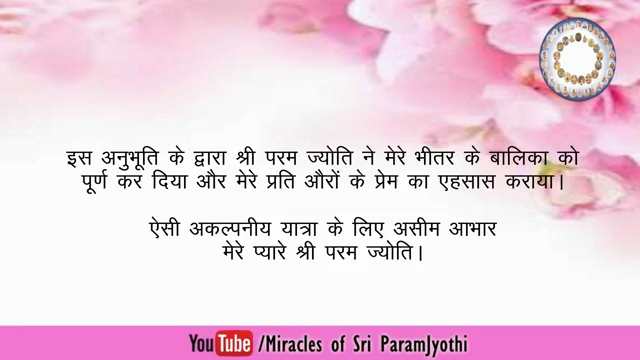 इस अनुभूति के द्वारा श्री परम ज्योति ने मेरे भीतर के बालिका को
पूर्ण कर दिया और मेरे प्रति औरों के प्रेम का एहसास कराया।
ऐसी अकल्पनीय यात्रा के लिए असीम आभार
मेरे प्यारे श्री परम ज्योति।
YouTube /Miracles of Sri ParamJyothi